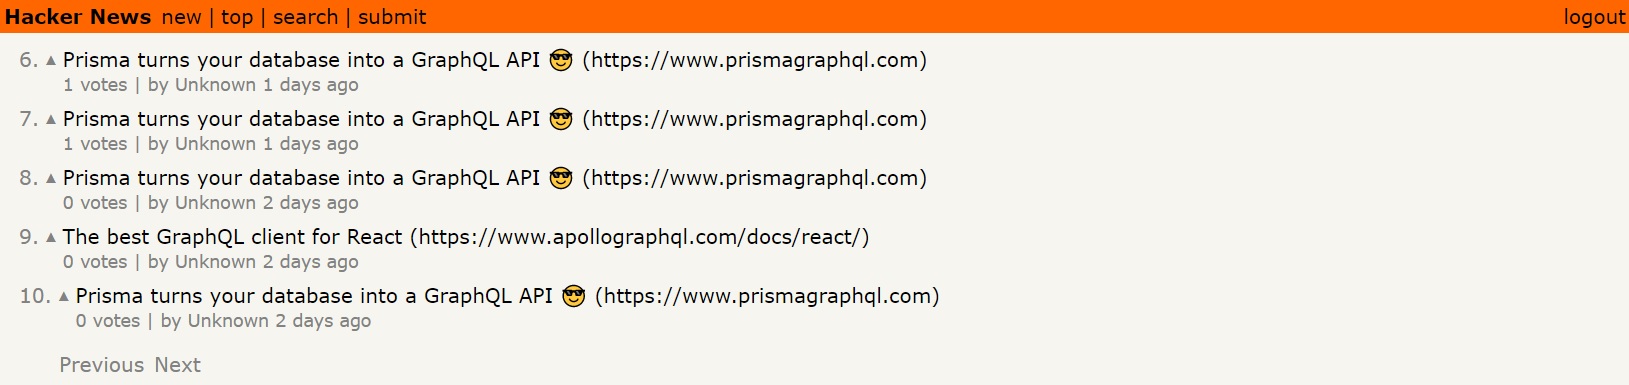 Hacker News new | top | search | submit logout
6. ▲ Prisma turns your database into a GraphQL API 😎 (https://www.prismagraphql.com)
1 votes | by Unknown 1 days ago
7. ▲ Prisma turns your database into a GraphQL API 😎 (https://www.prismagraphql.com)
1 votes | by Unknown 1 days ago
8. ▲ Prisma turns your database into a GraphQL API 😎 (https://www.prismagraphql.com)
0 votes | by Unknown 2 days ago
9. ▲ The best GraphQL client for React (https://www.apollographql.com/docs/react/)
0 votes | by Unknown 2 days ago
10. ▲ Prisma turns your database into a GraphQL API 😎 (https://www.prismagraphql.com)
0 votes | by Unknown 2 days ago
Previous Next